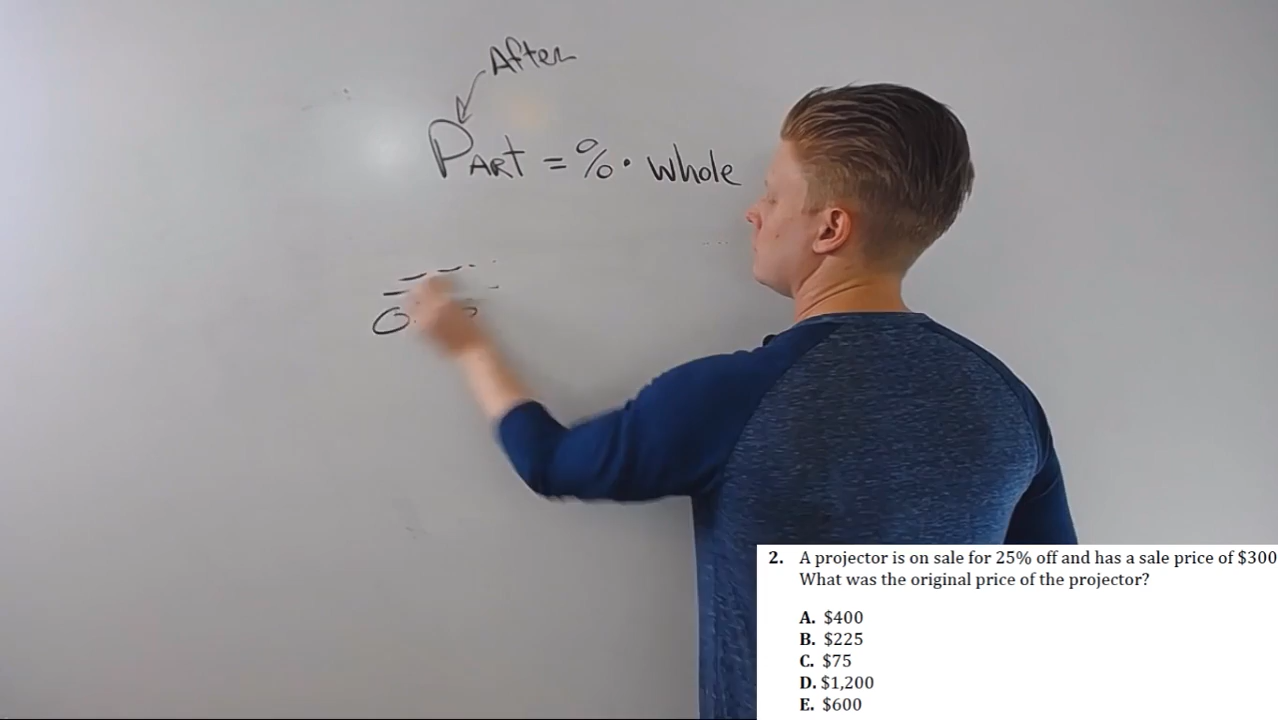 After
PArt = % · whole
2. A projector is on sale for 25% off and has a sale price of $300
What was the original price of the projector?
A. $400
B. $225
C. $75
D. $1,200
E. $600